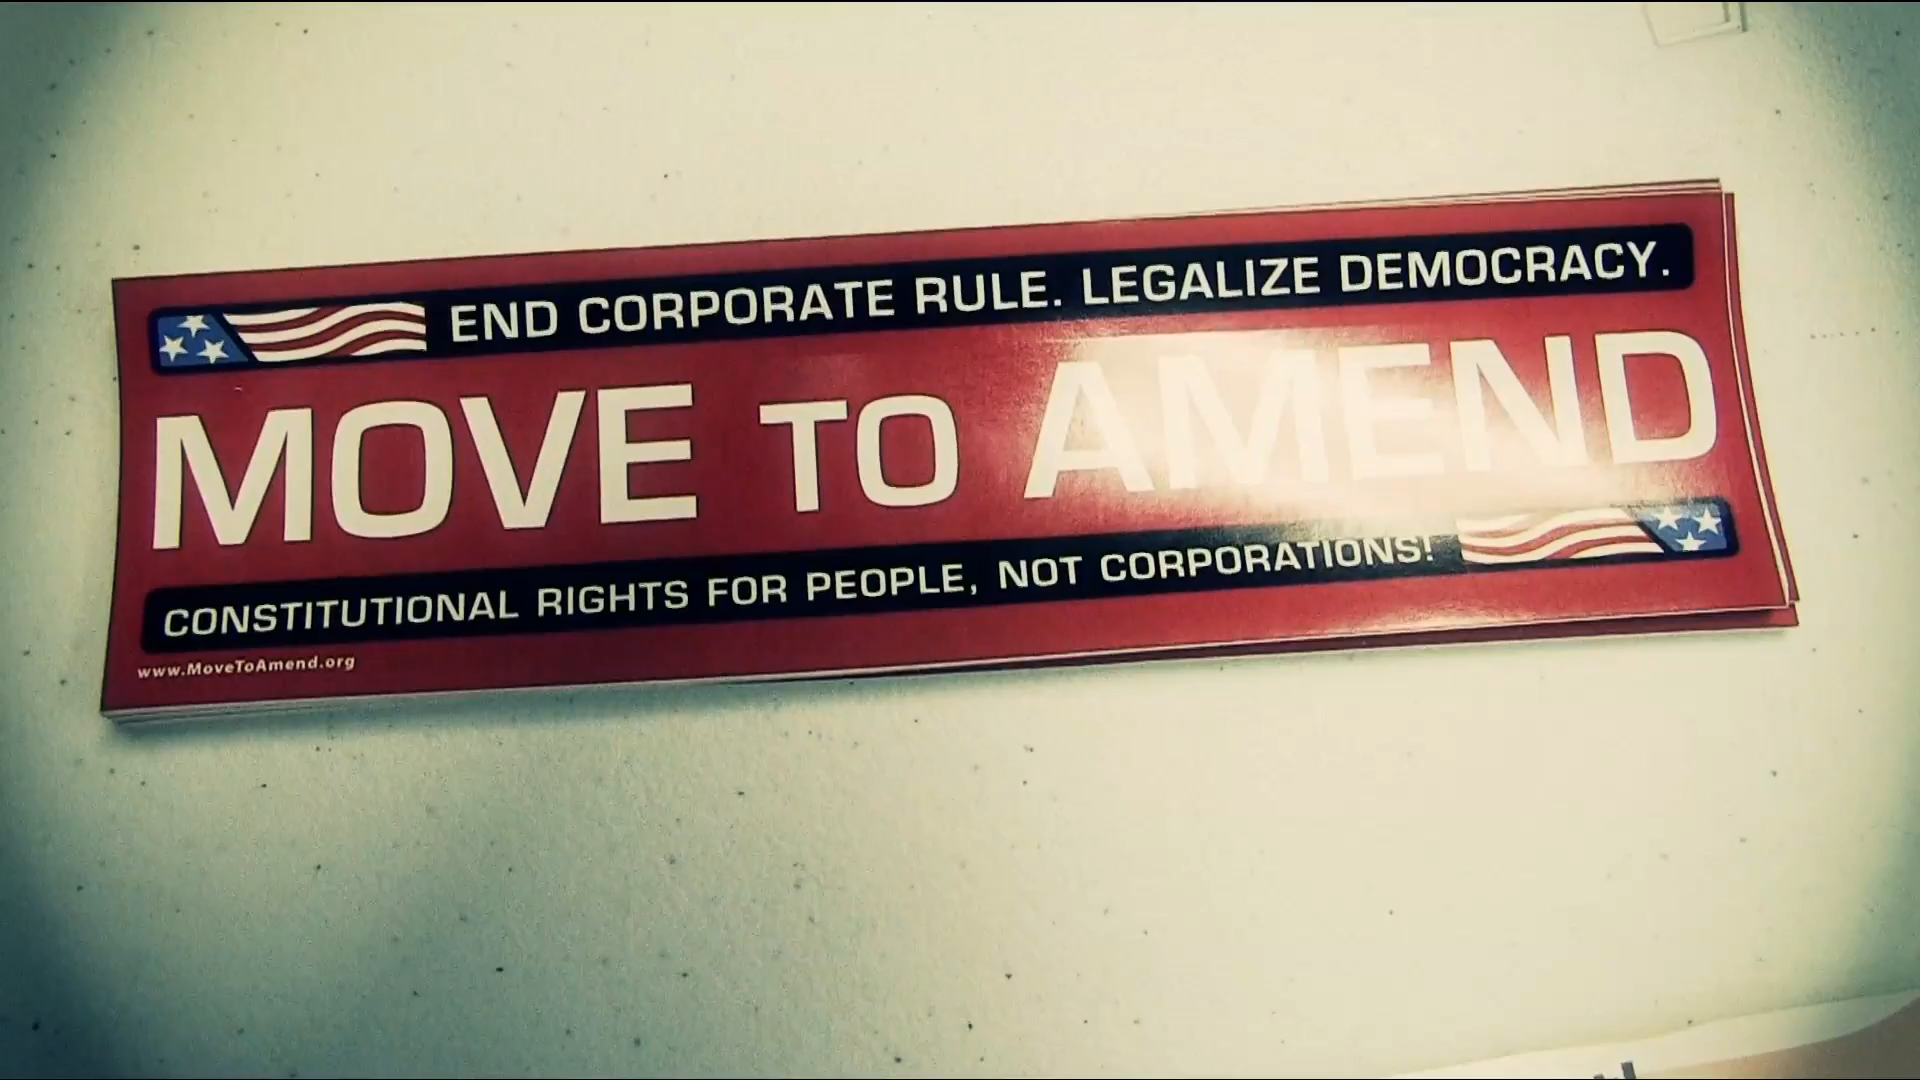 END CORPORATE RULE. LEGALIZE DEMOCRACY.
MOVE TO AMEND
CONSTITUTIONAL RIGHTS FOR PEOPLE, NOT CORPORATIONS!
www.MoveToAmend.org